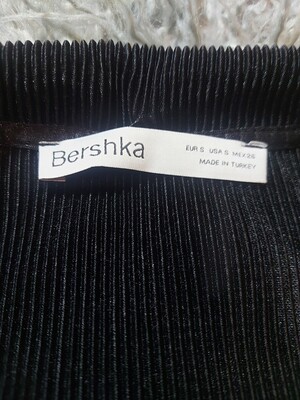 Bershka
EUR S USA S MEX 26
MADE IN TURKEY